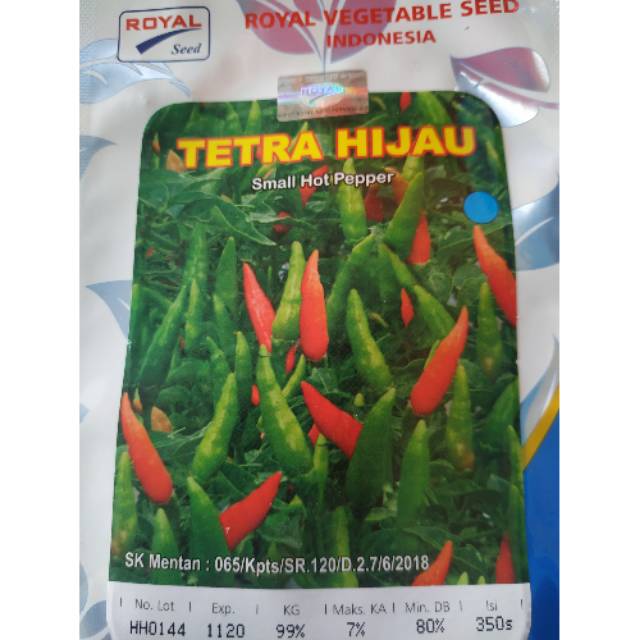 ROYAL
Seed
ROYAL VEGETABLE SEED
INDONESIA
ROYAL
TETRA HIJAU
Small Hot Pepper
SK Mentan : 065/Kpts/SR.120/D.2.7/6/2018
No. Lot Exp. KG Maks. KA Min. DB Isi
HH0144 1120 99% 7% 80% 350s